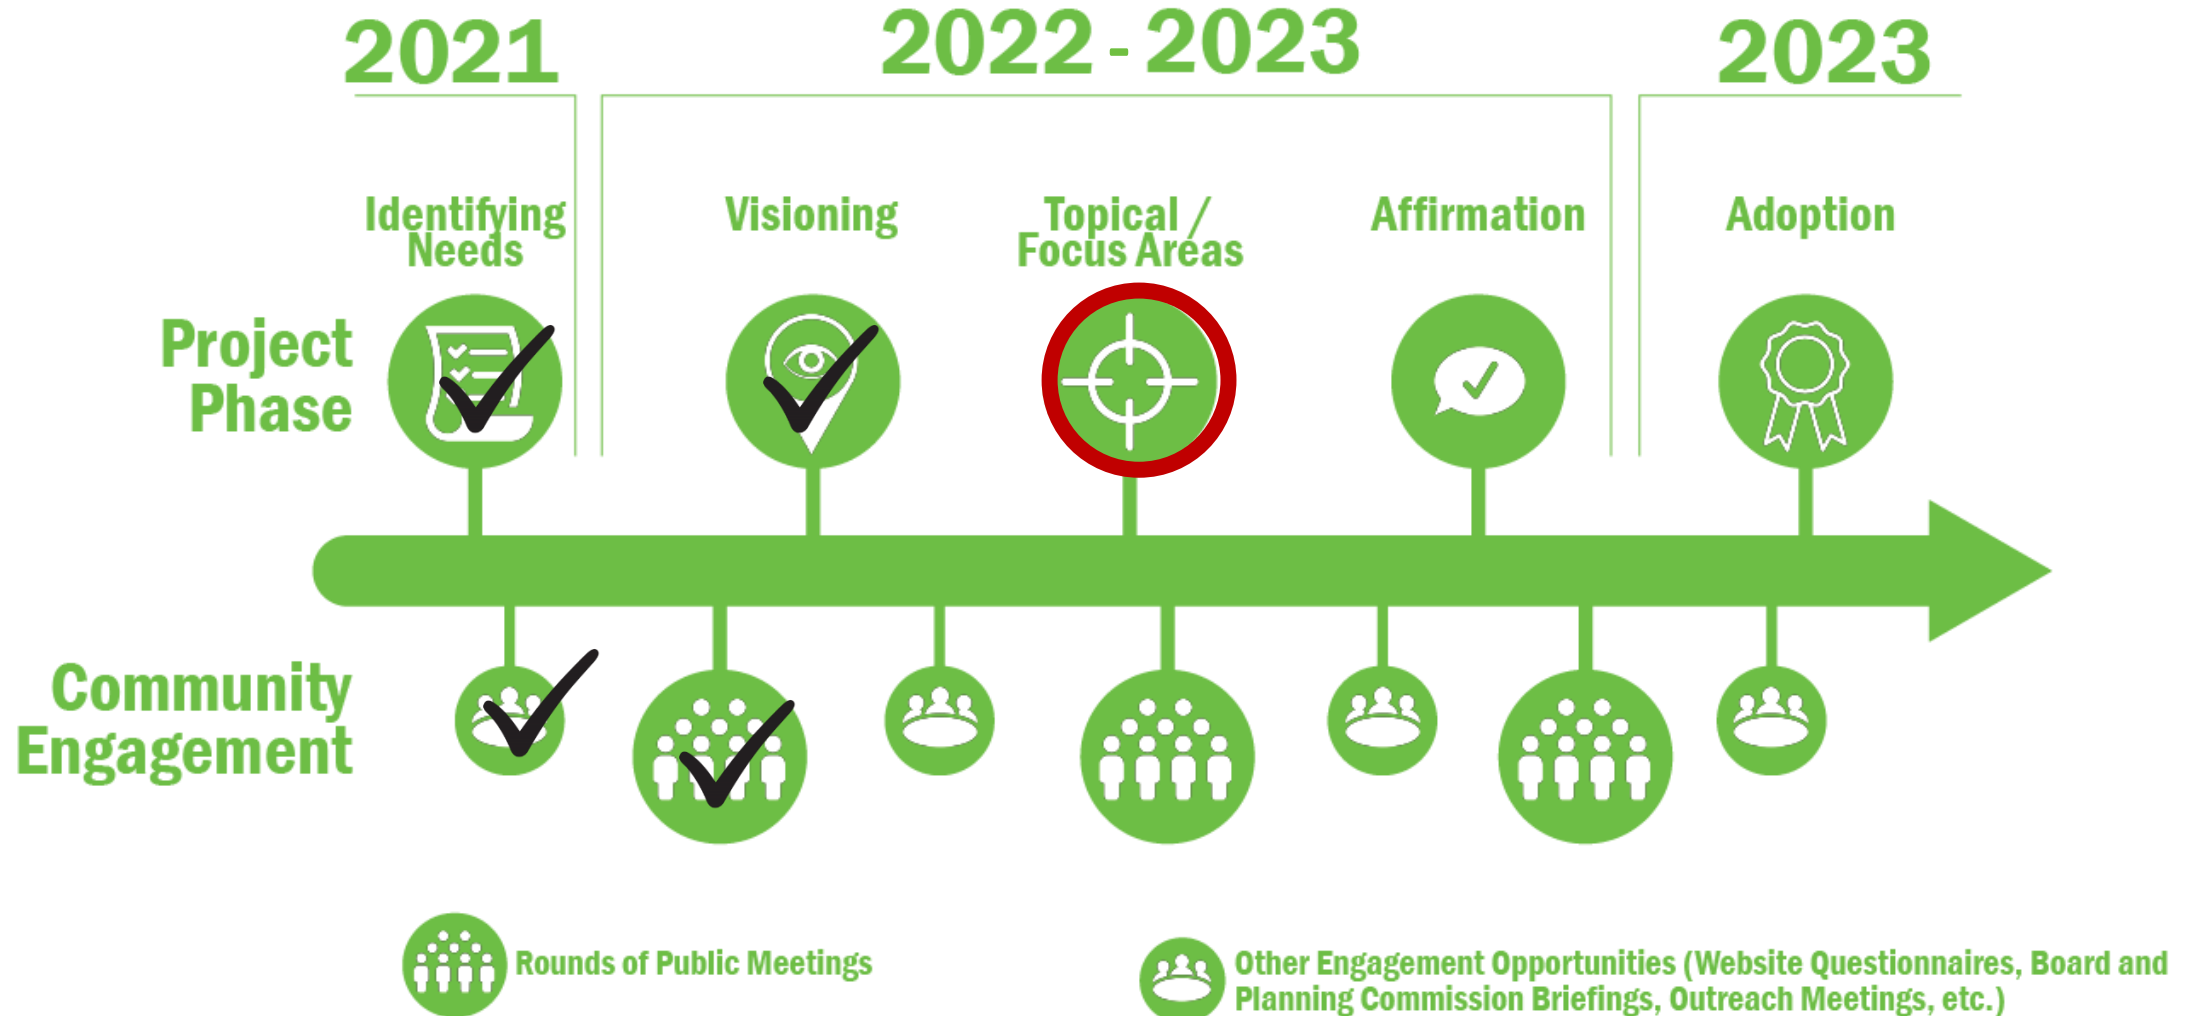 2021
2022 - 2023
2023
Identifying
Needs
Visioning
Topical /
Focus Areas
Affirmation
Adoption
Project
Phase
Community
Engagement
Rounds of Public Meetings
Other Engagement Opportunities (Website Questionnaires, Board and
Planning Commission Briefings, Outreach Meetings, etc.)